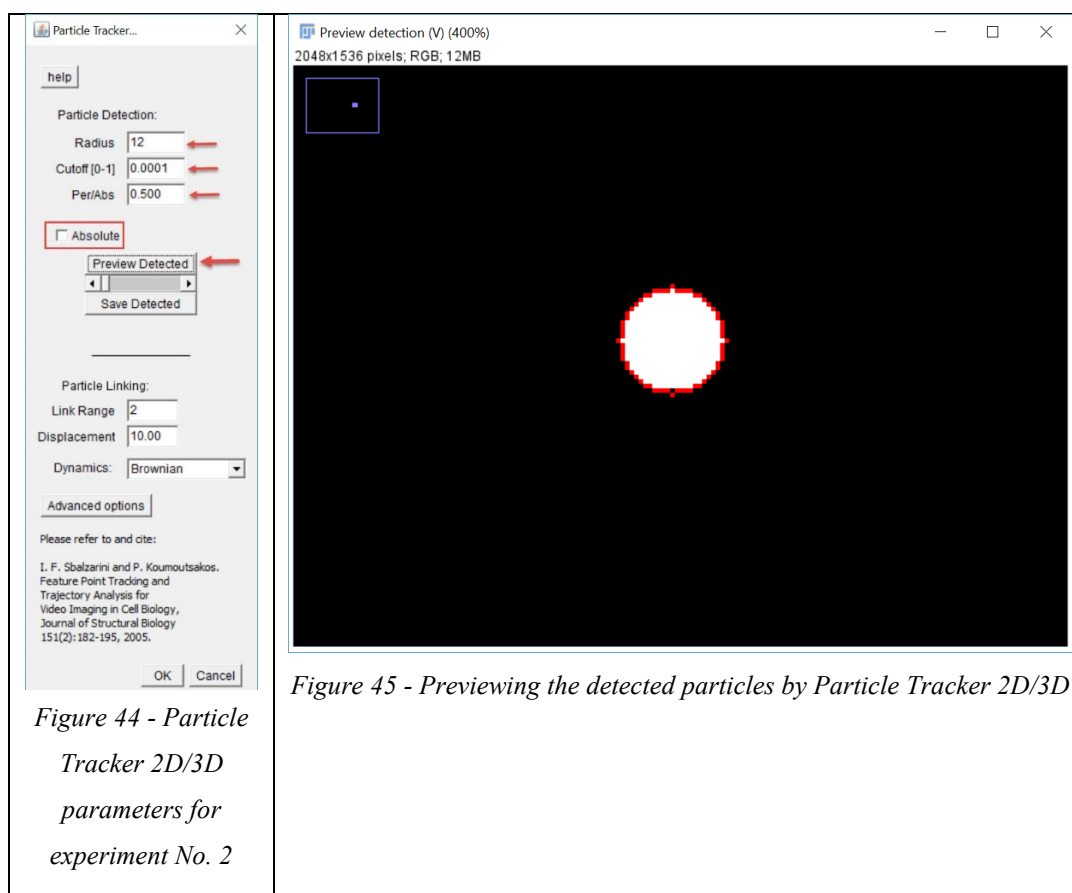 Particle Tracker...
help
Particle Detection:
Radius 12
Cutoff [0-1] 0.0001
Per/Abs 0.500
Absolute
Preview Detected
Save Detected
Particle Linking:
Link Range 2
Displacement 10.00
Dynamics: Brownian
Advanced options
Please refer to and cite:
I. F. Sbalzarini and P. Koumoutsakos.
Feature Point Tracking and
Trajectory Analysis for
Video Imaging in Cell Biology,
Journal of Structural Biology
151(2):182-195, 2005.
OK Cancel
Figure 44 - Particle
Tracker 2D/3D
parameters for
experiment No. 2
Preview detection (V) (400%)
2048x1536 pixels; RGB; 12MB
Figure 45 - Previewing the detected particles by Particle Tracker 2D/3D